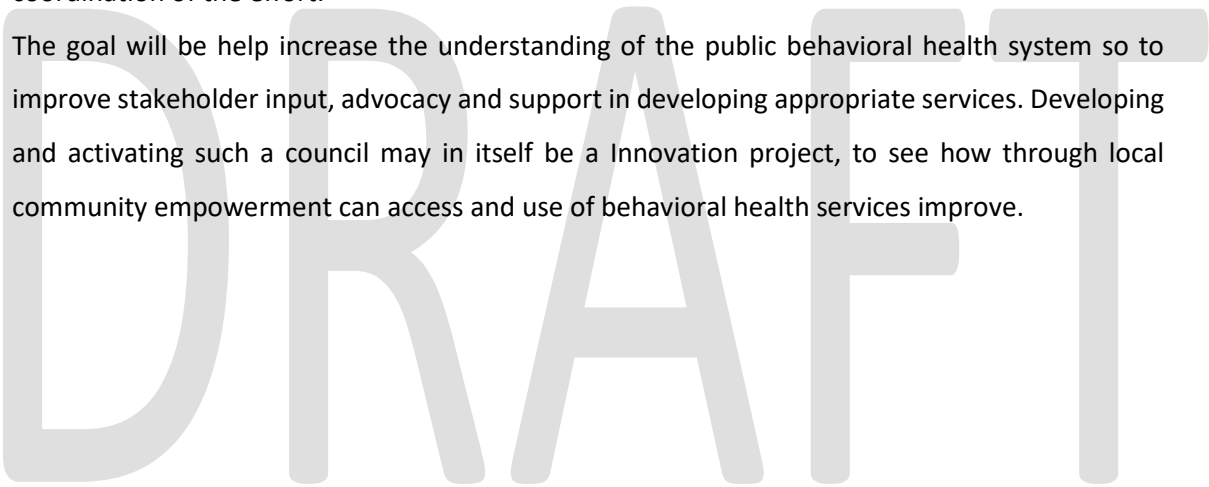 coordination of the effort.
The goal will be help increase the understanding of the public behavioral health system so to
improve stakeholder input, advocacy and support in developing appropriate services. Developing
and activating such a council may in itself be a Innovation project, to see how through local
community empowerment can access and use of behavioral health services improve.
DRAFT